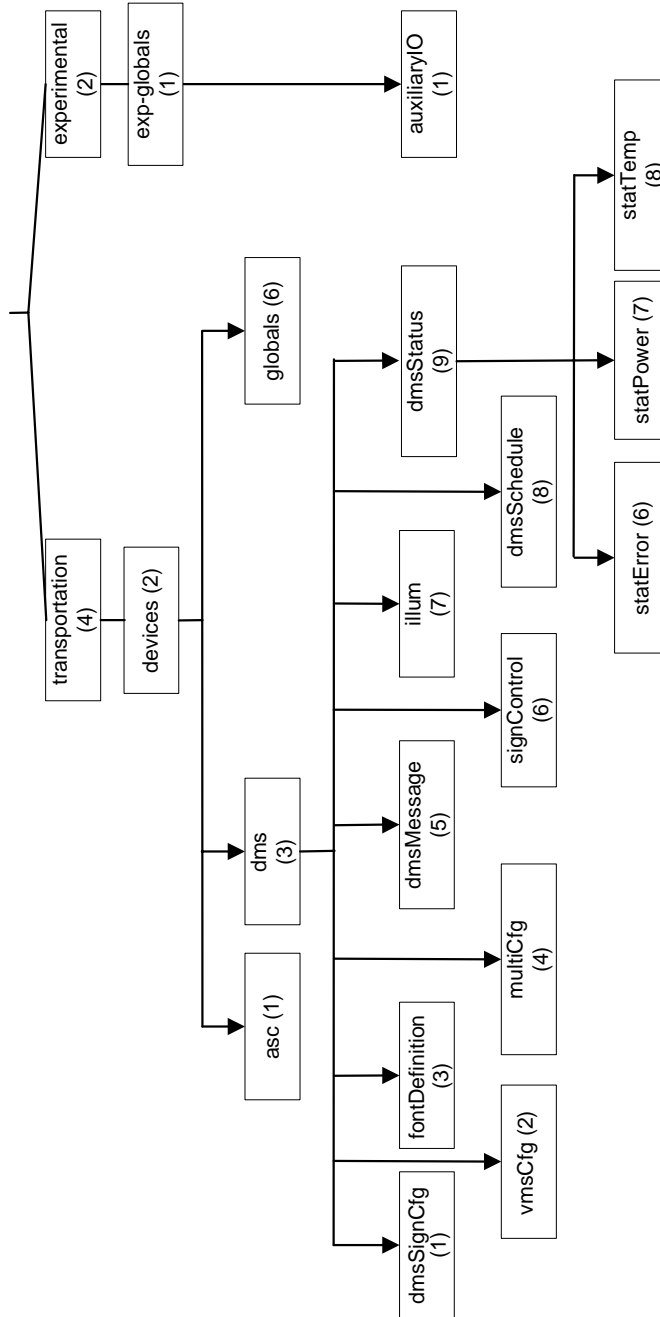 transportation
(4)
experimental
(2)
devices (2)
exp-globals
(1)
asc (1)
dms
(3)
globals (6)
dmsSignCfg
(1)
fontDefinition
(3)
dmsMessage
(5)
illum
(7)
dmsStatus
(9)
auxiliaryIO
(1)
vmsCfg (2)
multiCfg
(4)
signControl
(6)
dmsSchedule
(8)
statError (6)
statPower (7)
statTemp
(8)